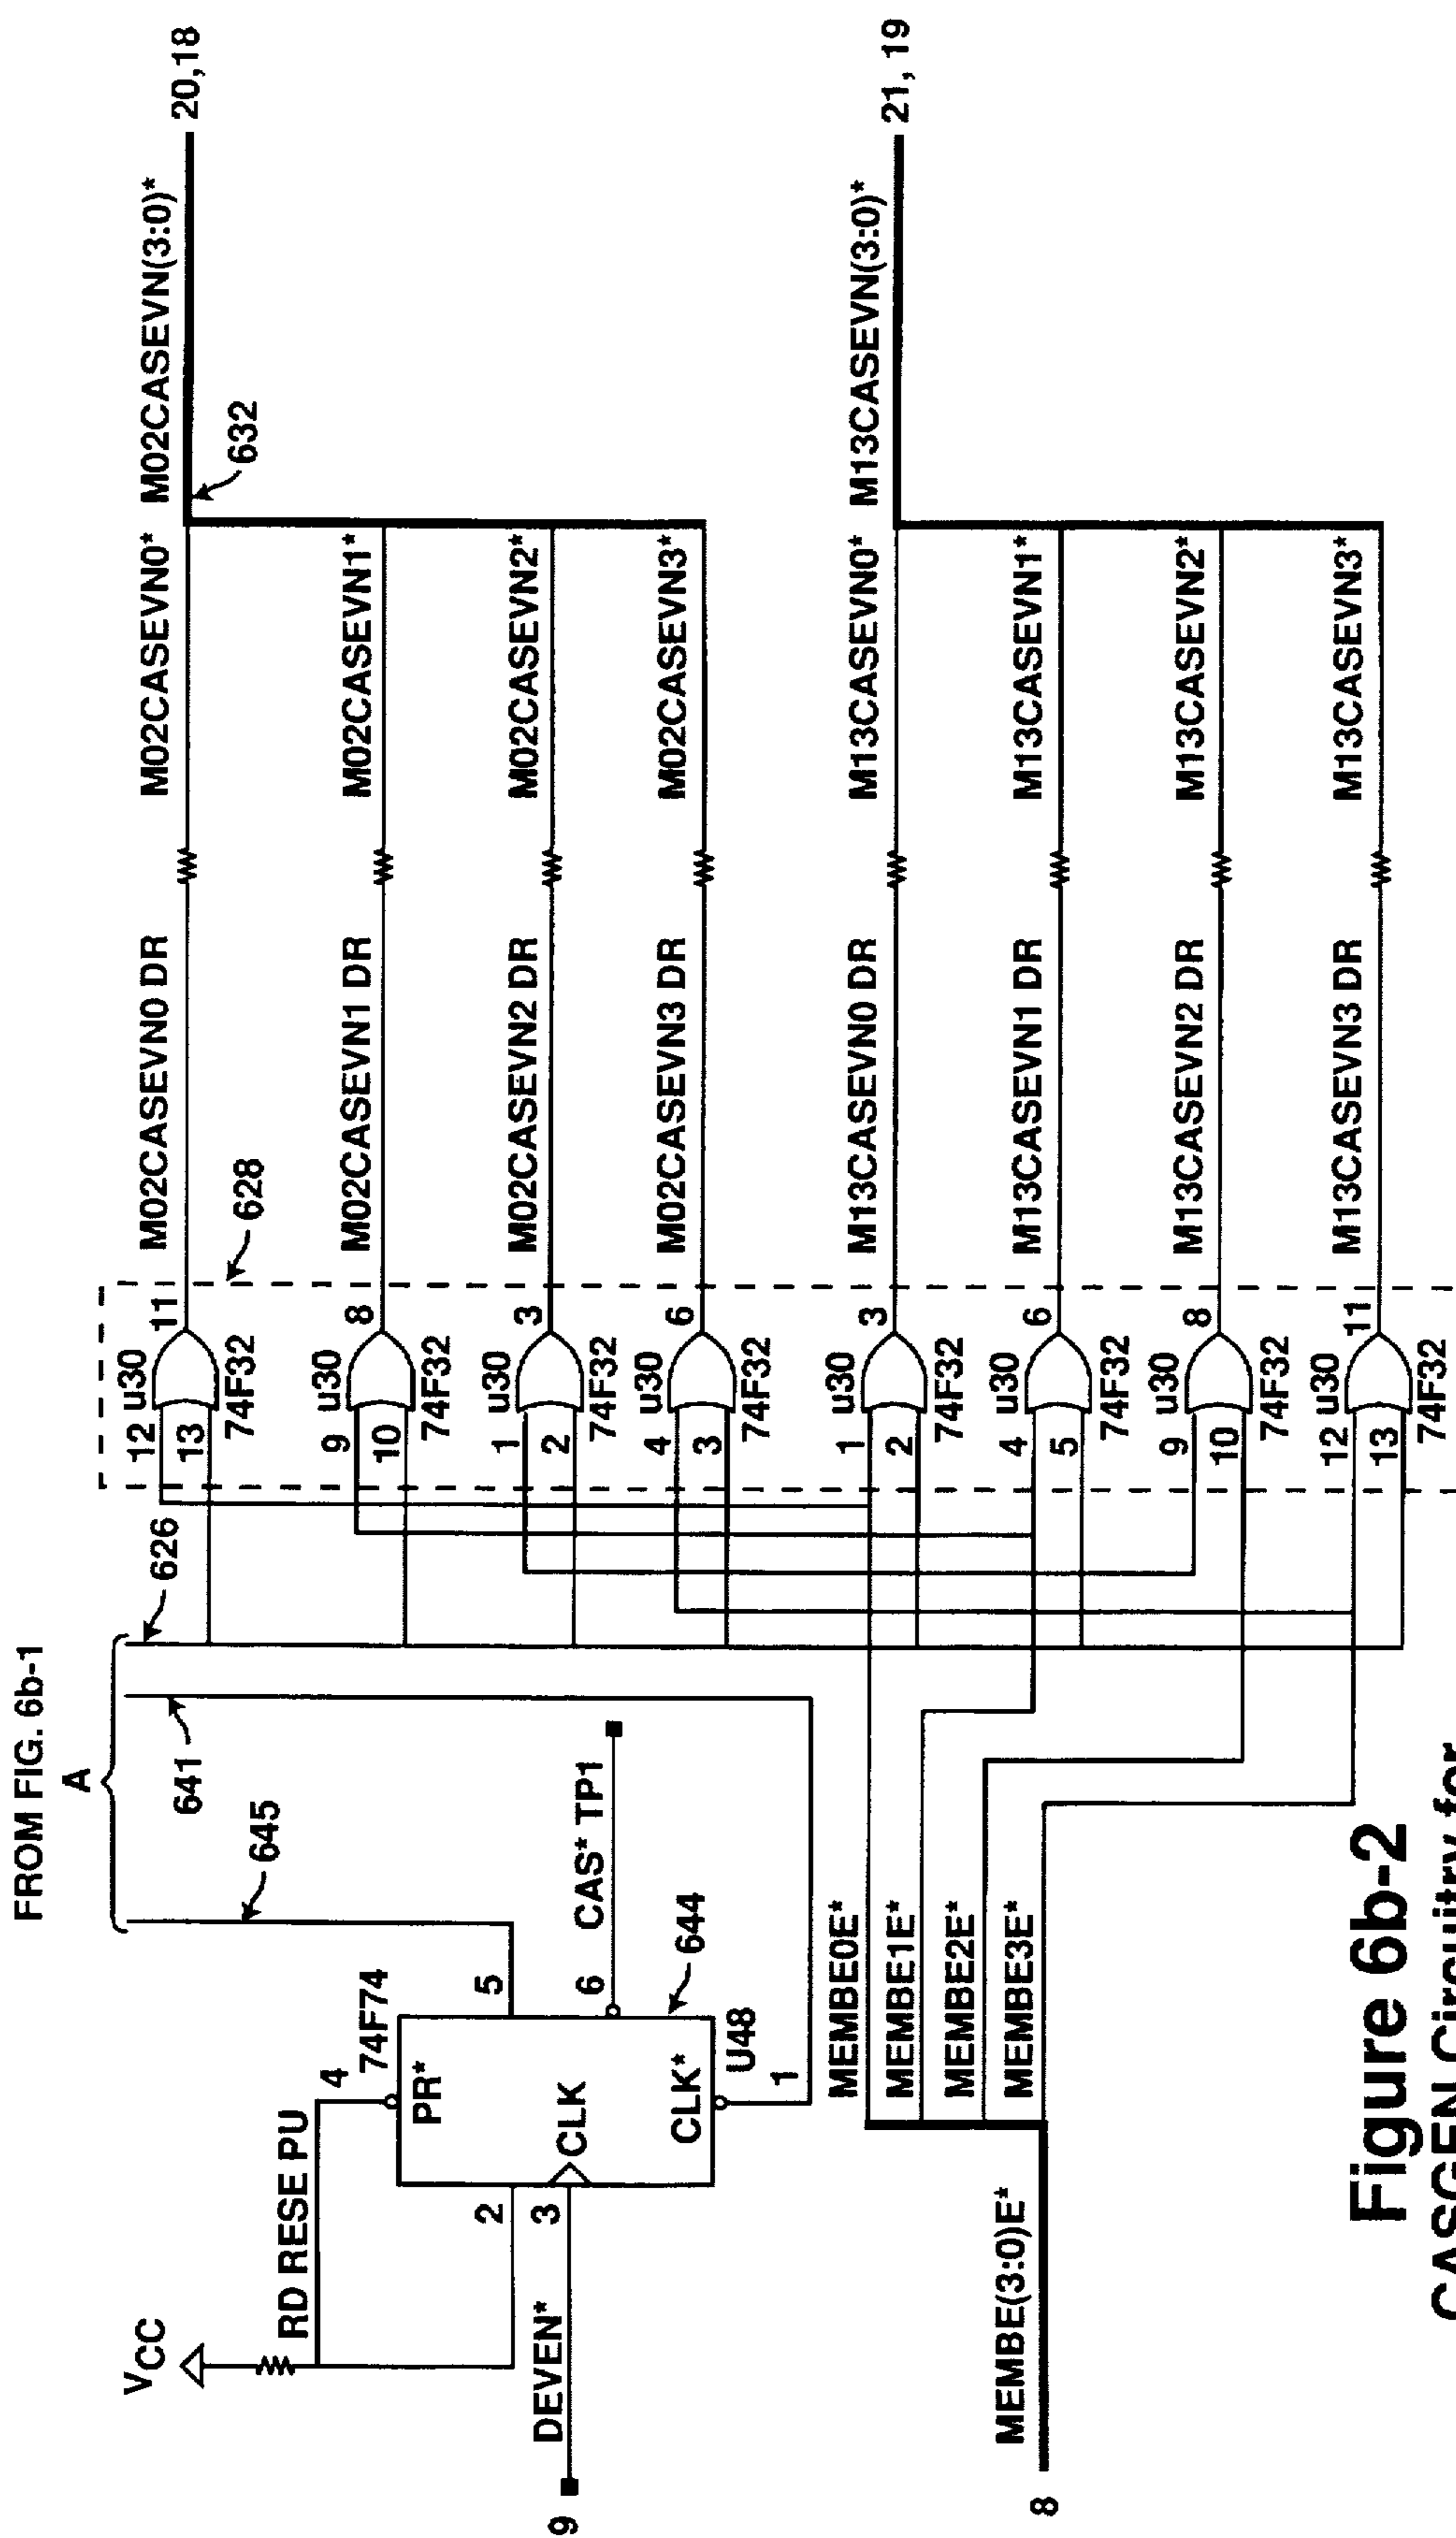 FROM FIG. 6b-1
A
645
641
626
628
632
VCC
RD RESE PU
4
74F74
PR*
2
5
DEVEN*
9
3
CLK
6
CAS* TP1
644
CLK*
U48
1
MEMBE(3:0)E*
8
MEMBE0E*
MEMBE1E*
MEMBE2E*
MEMBE3E*
12
13
u30
11
74F32
M02CASEVN0 DR
M02CASEVN0*
M02CASEVN(3:0)*
20,18
9
10
u30
8
74F32
M02CASEVN1 DR
M02CASEVN1*
1
2
u30
3
74F32
M02CASEVN2 DR
M02CASEVN2*
4
3
u30
6
74F32
M02CASEVN3 DR
M02CASEVN3*
1
2
u30
3
74F32
M13CASEVN0 DR
M13CASEVN0*
M13CASEVN(3:0)*
21, 19
4
5
u30
6
74F32
M13CASEVN1 DR
M13CASEVN1*
9
10
u30
8
74F32
M13CASEVN2 DR
M13CASEVN2*
12
13
u30
11
74F32
M13CASEVN3 DR
M13CASEVN3*
Figure 6b-2
CASGEN Circuitry for